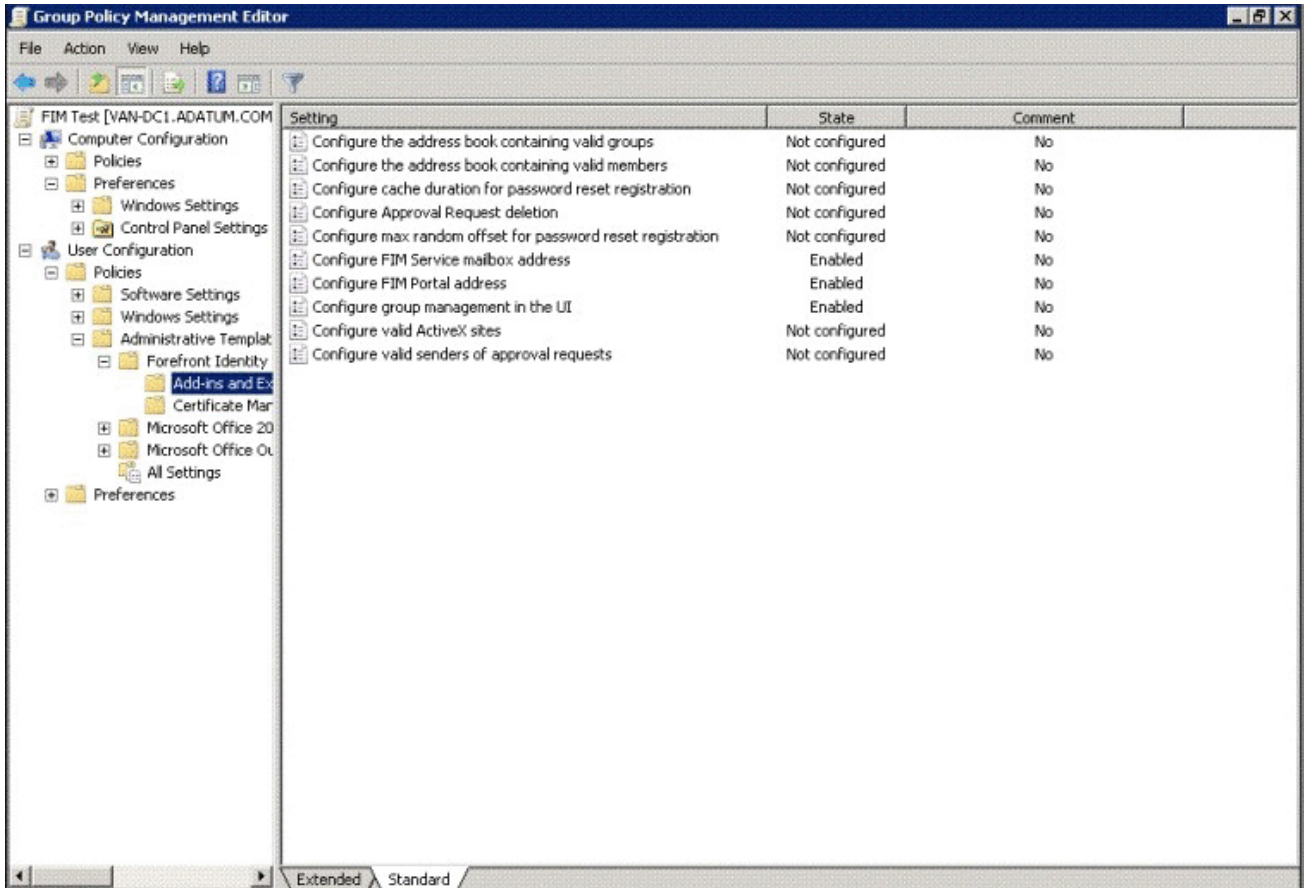 Group Policy Management Editor
File Action View Help
FIM Test [VAN-DC1.ADATUM.COM
Computer Configuration
Policies
Preferences
Windows Settings
Control Panel Settings
User Configuration
Policies
Software Settings
Windows Settings
Administrative Templat
Forefront Identity
Add-ins and Ex
Certificate Mar
Microsoft Office 20
Microsoft Office Ou
All Settings
Preferences
Setting State Comment
Configure the address book containing valid groups Not configured No
Configure the address book containing valid members Not configured No
Configure cache duration for password reset registration Not configured No
Configure Approval Request deletion Not configured No
Configure max random offset for password reset registration Not configured No
Configure FIM Service mailbox address Enabled No
Configure FIM Portal address Enabled No
Configure group management in the UI Enabled No
Configure valid ActiveX sites Not configured No
Configure valid senders of approval requests Not configured No
Extended Standard